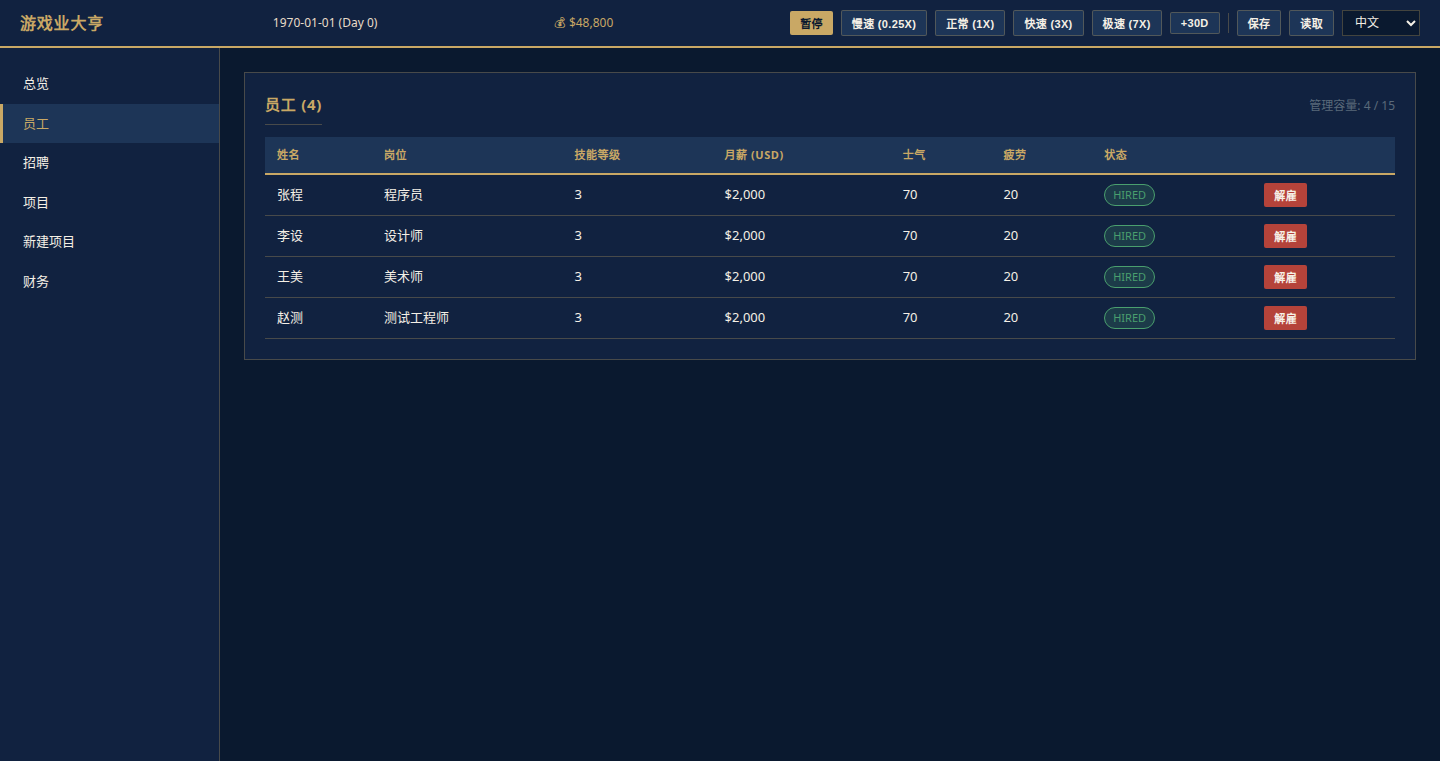 游戏业大亨 1970-01-01 (Day 0) 💰 $48,800 暂停 慢速 (0.25X) 正常 (1X) 快速 (3X) 极速 (7X) +30D 保存 读取 中文
总览
员工
招聘
项目
新建项目
财务
员工 (4) 管理容量: 4 / 15
姓名 岗位 技能等级 月薪 (USD) 士气 疲劳 状态
张程 程序员 3 $2,000 70 20 HIRED 解雇
李设 设计师 3 $2,000 70 20 HIRED 解雇
王美 美术师 3 $2,000 70 20 HIRED 解雇
赵测 测试工程师 3 $2,000 70 20 HIRED 解雇